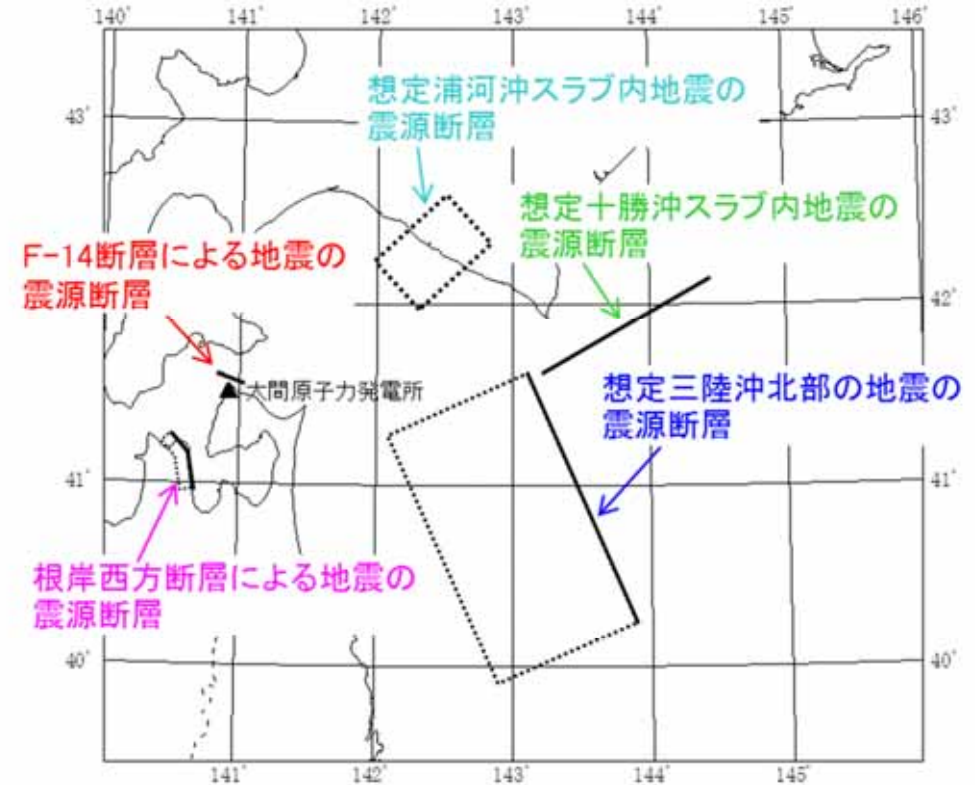 140° 141° 142° 143° 144° 145° 146°
想定浦河沖スラブ内地震の
震源断層
43° 43°
想定十勝沖スラブ内地震の
震源断層
F-14断層による地震の
震源断層
42°
大間原子力発電所
想定三陸沖北部の地震の
震源断層
41° 41°
根岸西方断層による地震の
震源断層
40° 40°
141° 142° 143° 144° 145°